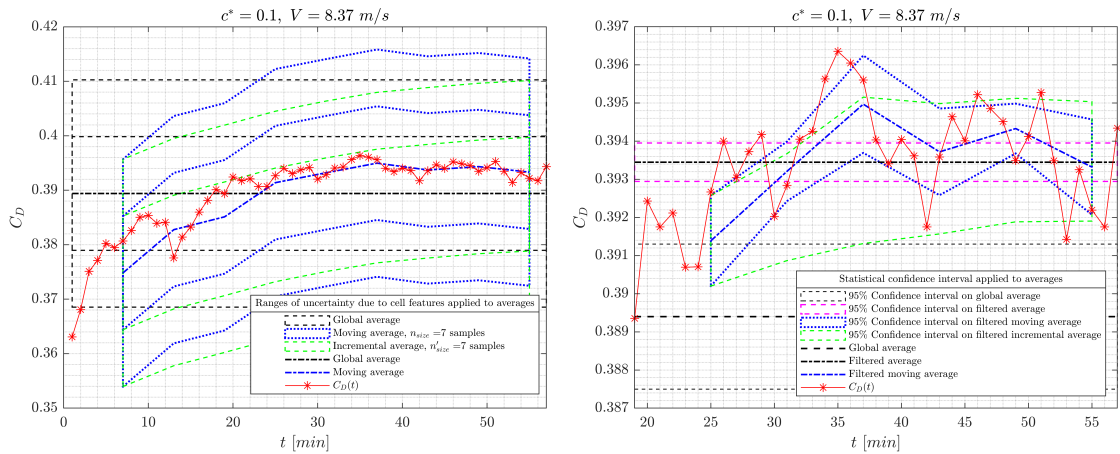 c* = 0.1, V = 8.37 m/s
0.42
0.41
0.4
0.39
0.38
0.37
0.36
0.35
C_D
0
10
20
30
40
50
t [min]
Ranges of uncertainty due to cell features applied to averages
Global average
Moving average, n_size =7 samples
Incremental average, n'_size =7 samples
Global average
Moving average
C_D(t)
c* = 0.1, V = 8.37 m/s
0.397
0.396
0.395
0.394
0.393
0.392
0.391
0.39
0.389
0.388
0.387
C_D
20
25
30
35
40
45
50
55
t [min]
Statistical confidence interval applied to averages
95% Confidence interval on global average
95% Confidence interval on filtered average
95% Confidence interval on filtered moving average
95% Confidence interval on filtered incremental average
Global average
Filtered average
Filtered moving average
C_D(t)